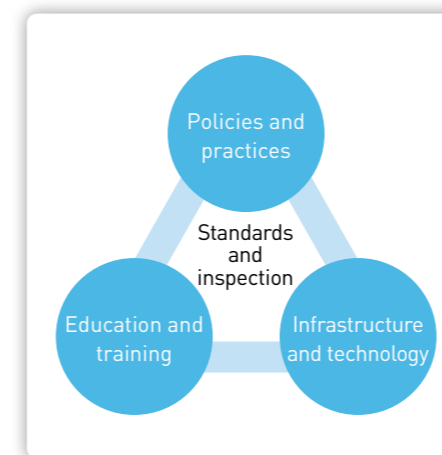 Policies and
practices
Standards
and
inspection
Education and
training
Infrastructure
and technology